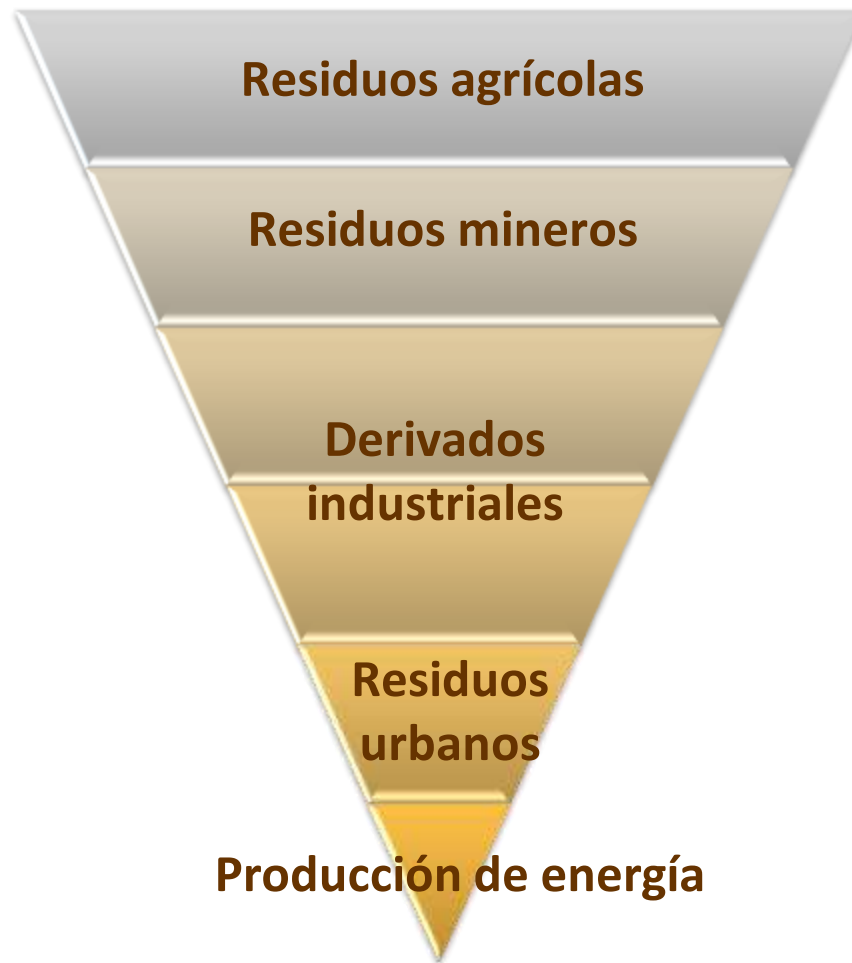 Residuos agrícolas
Residuos mineros
Derivados
industriales
Residuos
urbanos
Producción de energía